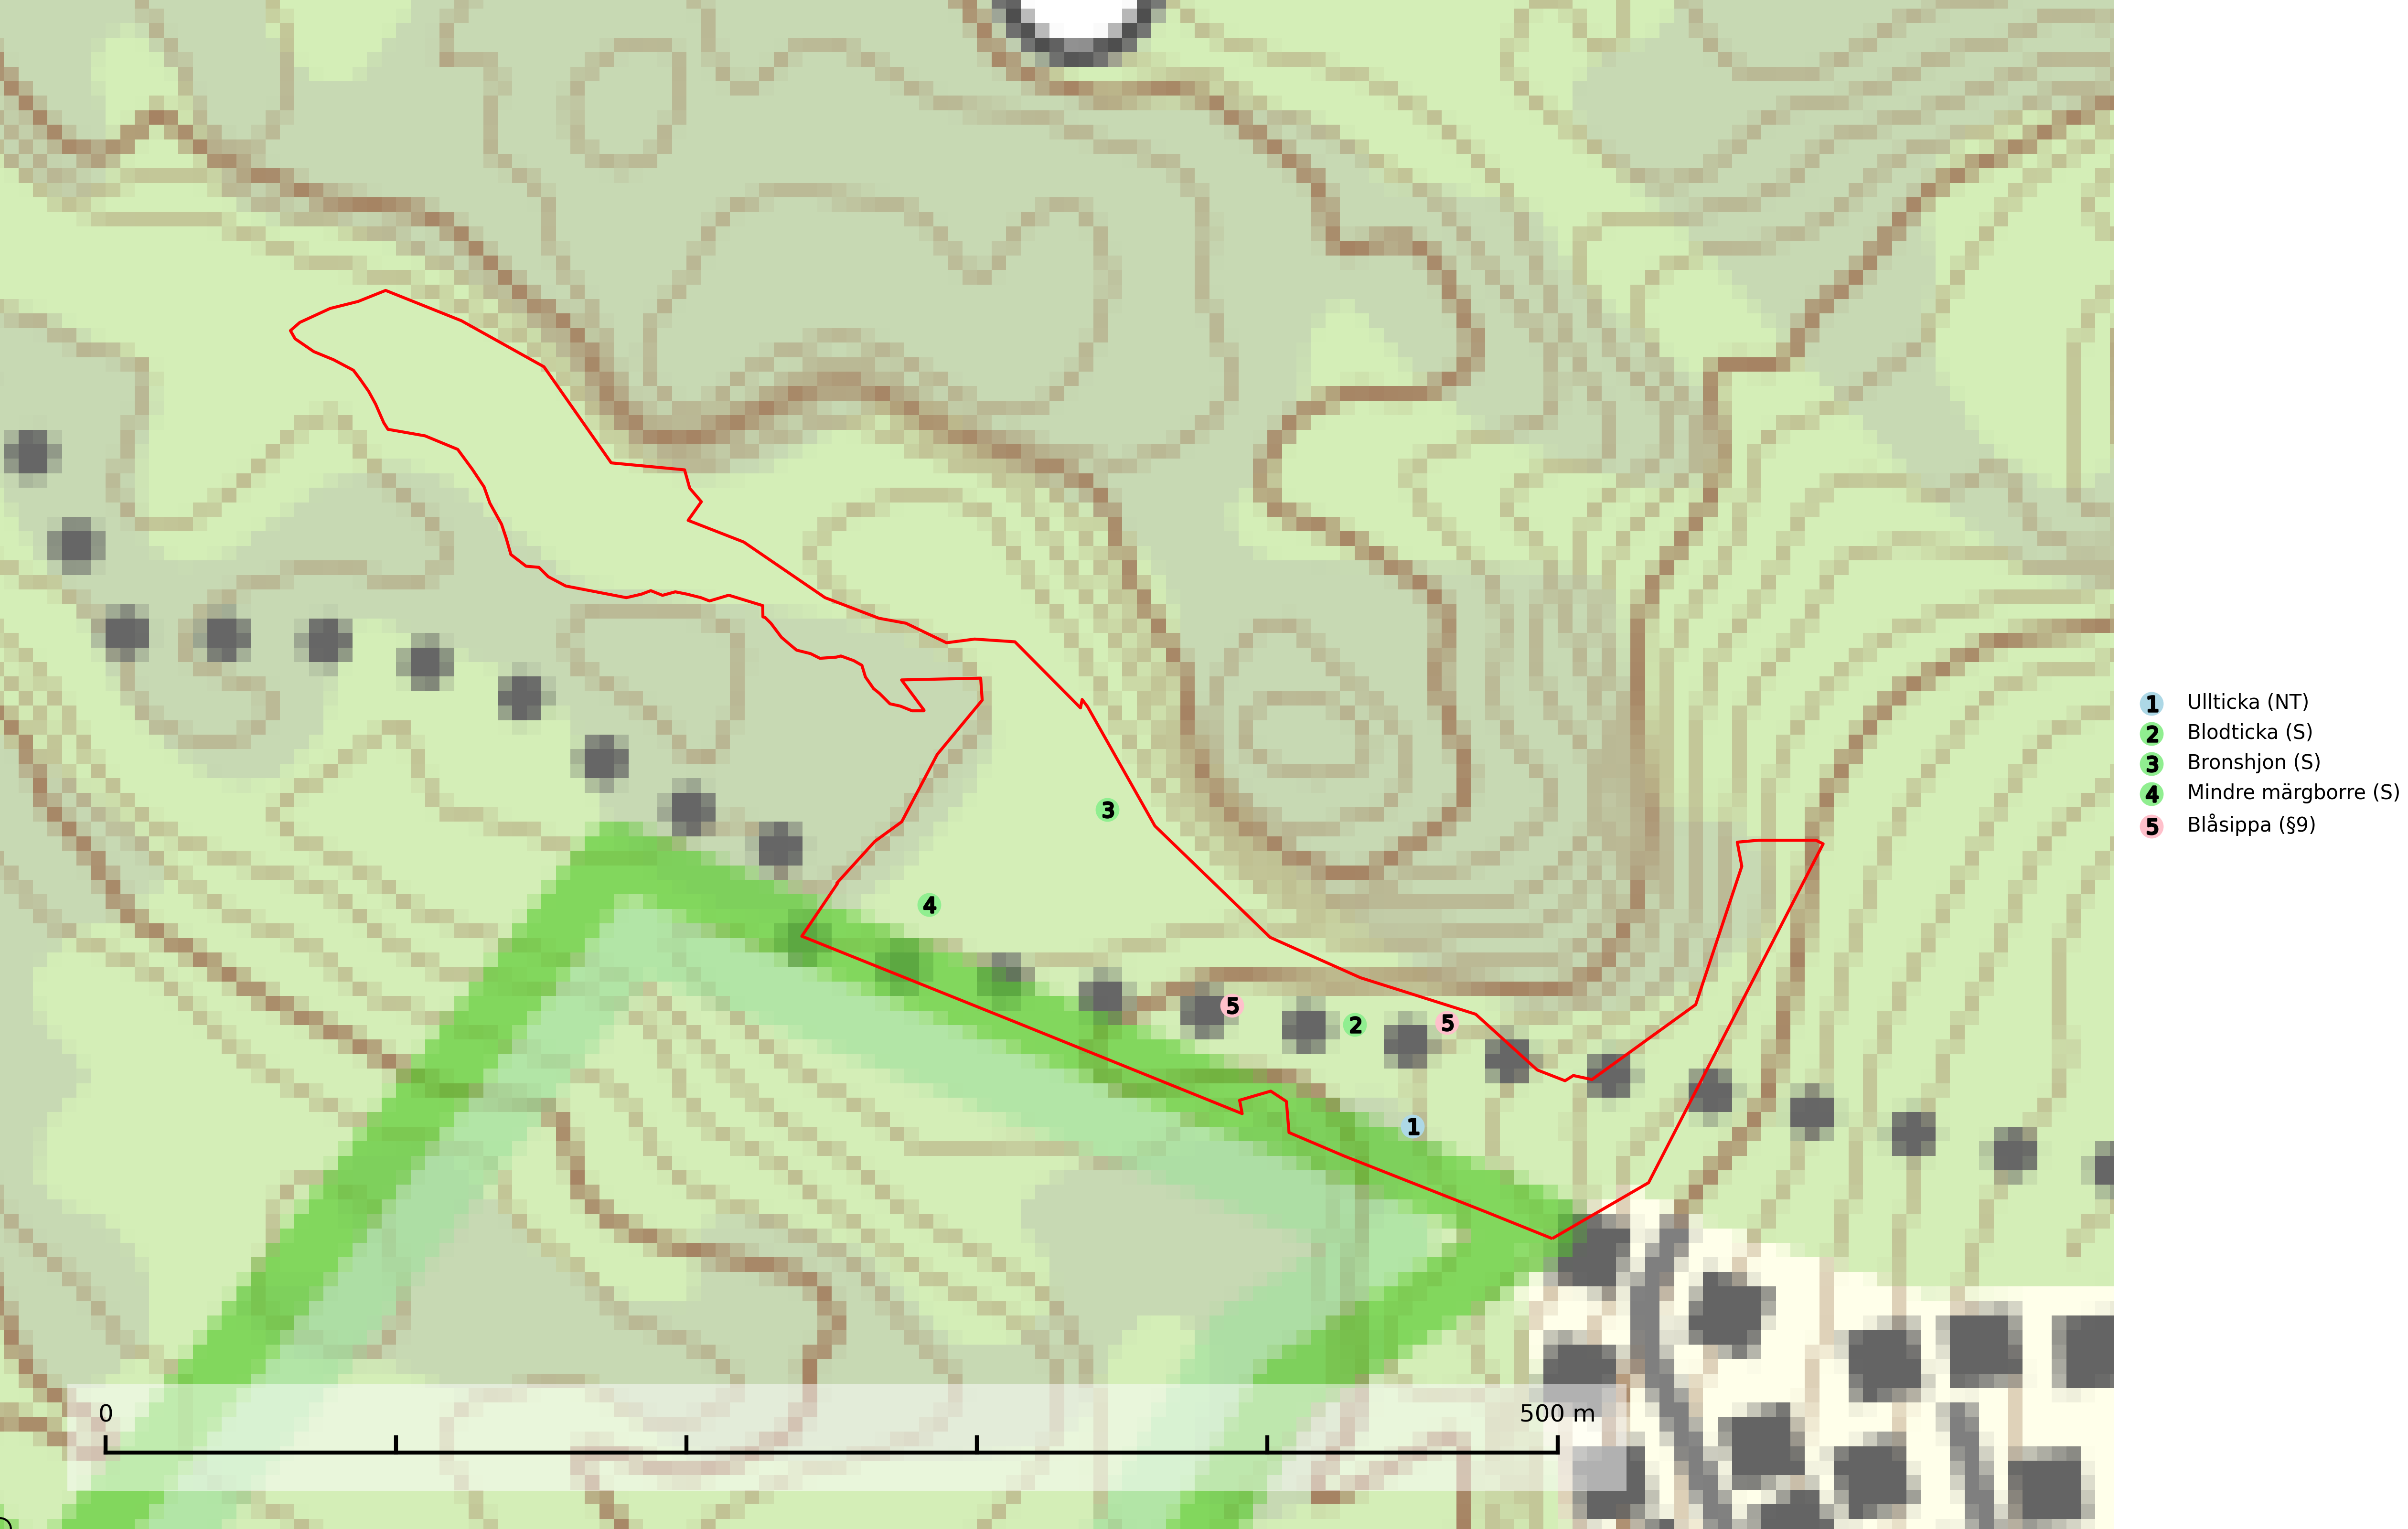 3
4
5
2
5
1
0
500 m
1 Ullticka (NT)
2 Blodticka (S)
3 Bronshjon (S)
4 Mindre märgborre (S)
5 Blåsippa (§9)